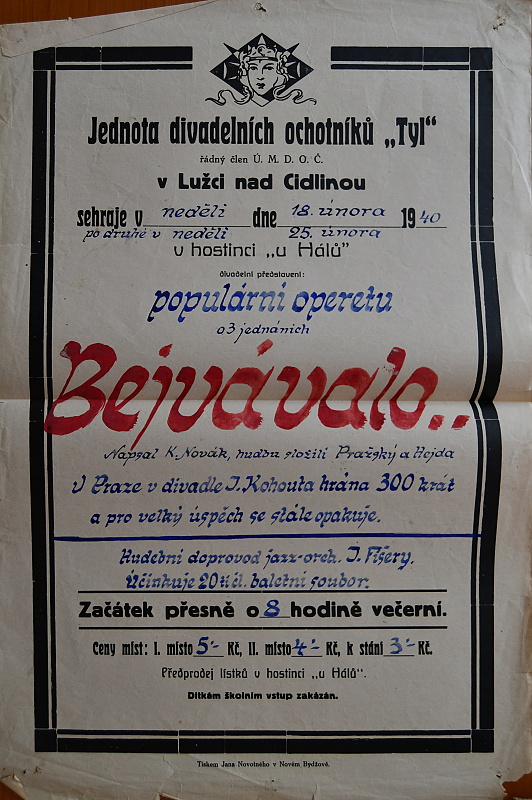 Jednota divadelních ochotníků „Tyl“
řádný člen Ú. M. D. O. Č.
v Lužci nad Cidlinou
sehraje v neděli dne 18. února 1940
po druhé v neděli 25. února
v hostinci „u Hálů“
divadelní představení:
populární operetu
o 3 jednáních
Bejvávalo..
Napsal K. Novák, hudbu složili Pražský a Hejda
V Praze v divadle J. Kohouta hrána 300 krát
a pro velký úspěch se stále opakuje.
Hudební doprovod jazz-orch. J. Fišery.
Účinkuje 20ti čl. baletní soubor.
Začátek přesně o 8 hodině večerní.
Ceny míst: I. místo 5·- Kč, II. místo 4·- Kč, k stání 3·- Kč.
Předprodej lístků v hostinci „u Hálů“.
Dítkám školním vstup zakázán.
Tiskem Jana Novotného v Novém Bydžově.